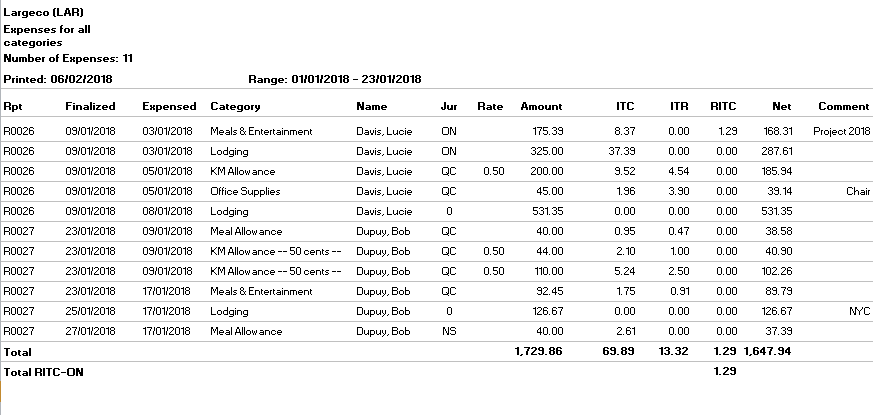 Largeco (LAR)
Expenses for all
categories
Number of Expenses: 11
Printed: 06/02/2018 Range: 01/01/2018 - 23/01/2018
Rpt Finalized Expensed Category Name Jur Rate Amount ITC ITR RITC Net Comment
R0026 09/01/2018 03/01/2018 Meals & Entertainment Davis, Lucie ON 175.39 8.37 0.00 1.29 168.31 Project 2018
R0026 09/01/2018 03/01/2018 Lodging Davis, Lucie ON 325.00 37.39 0.00 0.00 287.61
R0026 09/01/2018 05/01/2018 KM Allowance Davis, Lucie QC 0.50 200.00 9.52 4.54 0.00 185.94
R0026 09/01/2018 05/01/2018 Office Supplies Davis, Lucie QC 45.00 1.96 3.90 0.00 39.14 Chair
R0026 09/01/2018 08/01/2018 Lodging Davis, Lucie 0 531.35 0.00 0.00 0.00 531.35
R0027 23/01/2018 09/01/2018 Meal Allowance Dupuy, Bob QC 40.00 0.95 0.47 0.00 38.58
R0027 23/01/2018 09/01/2018 KM Allowance -- 50 cents -- Dupuy, Bob QC 0.50 44.00 2.10 1.00 0.00 40.90
R0027 23/01/2018 09/01/2018 KM Allowance -- 50 cents -- Dupuy, Bob QC 0.50 110.00 5.24 2.50 0.00 102.26
R0027 23/01/2018 17/01/2018 Meals & Entertainment Dupuy, Bob QC 92.45 1.75 0.91 0.00 89.79
R0027 25/01/2018 17/01/2018 Lodging Dupuy, Bob 0 126.67 0.00 0.00 0.00 126.67 NYC
R0027 27/01/2018 17/01/2018 Meal Allowance Dupuy, Bob NS 40.00 2.61 0.00 0.00 37.39
Total 1,729.86 69.89 13.32 1.29 1,647.94
Total RITC-ON 1.29